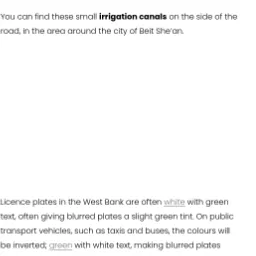 You can find these small irrigation canals on the side of the
road, in the area around the city of Beit She'an.
Licence plates in the West Bank are often white with green
text, often giving blurred plates a slight green tint. On public
transport vehicles, such as taxis and buses, the colours will
be inverted; green with white text, making blurred plates